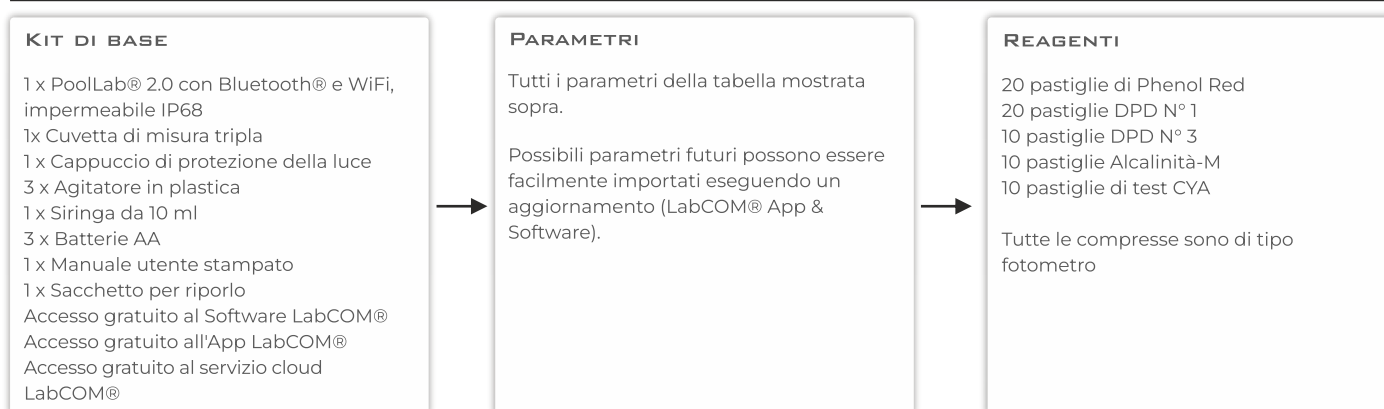 KIT DI BASE
1 x PoolLab® 2.0 con Bluetooth® e WiFi,
impermeabile IP68
1x Cuvetta di misura tripla
1 x Cappuccio di protezione della luce
3 x Agitatore in plastica
1 x Siringa da 10 ml
3 x Batterie AA
1 x Manuale utente stampato
1 x Sacchetto per riporlo
Accesso gratuito al Software LabCOM®
Accesso gratuito all'App LabCOM®
Accesso gratuito al servizio cloud
LabCOM®
PARAMETRI
Tutti i parametri della tabella mostrata
sopra.
Possibili parametri futuri possono essere
facilmente importati eseguendo un
aggiornamento (LabCOM® App &
Software).
REAGENTI
20 pastiglie di Phenol Red
20 pastiglie DPD N° 1
10 pastiglie DPD N° 3
10 pastiglie Alcalinità-M
10 pastiglie di test CYA
Tutte le compresse sono di tipo
fotometro